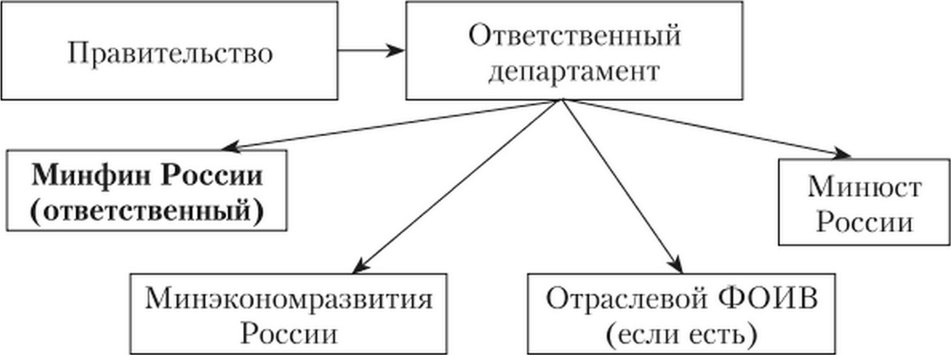 Правительство
Ответственный
департамент
Минфин России
(ответственный)
Минюст
России
Минэкономразвития
России
Отраслевой ФОИВ
(если есть)